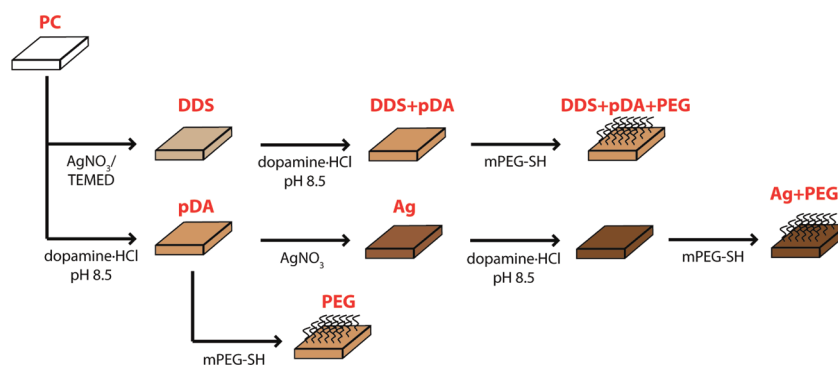 PC
DDS
DDS+pDA
DDS+pDA+PEG
AgNO₃/
TEMED
dopamine·HCl
pH 8.5
mPEG-SH
pDA
Ag
Ag+PEG
dopamine·HCl
pH 8.5
AgNO₃
dopamine·HCl
pH 8.5
mPEG-SH
PEG
mPEG-SH